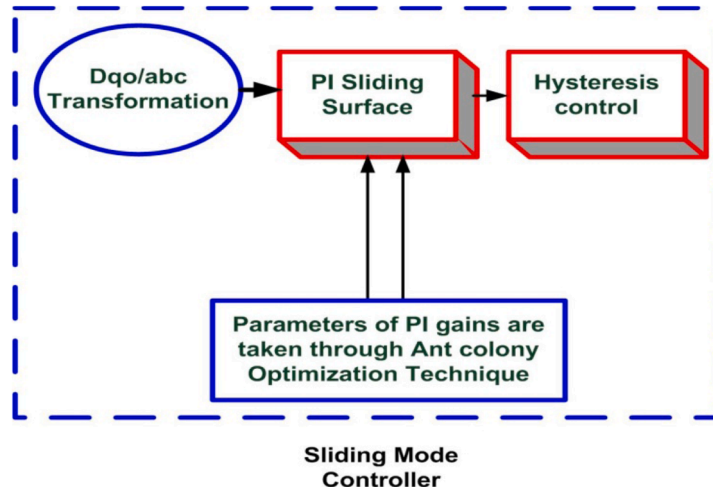 Dqo/abc
Transformation
PI Sliding
Surface
Hysteresis
control
Parameters of PI gains are
taken through Ant colony
Optimization Technique
Sliding Mode
Controller